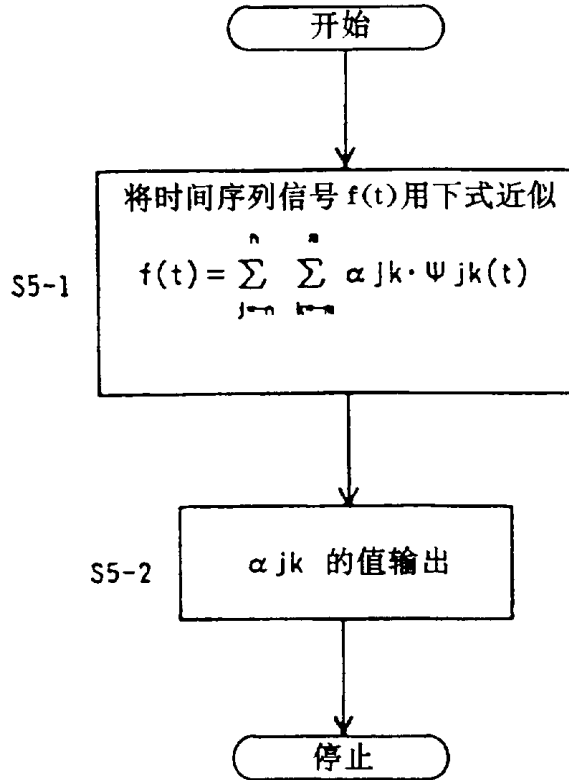 开始
将时间序列信号 f(t)用下式近似
n m
S5-1 f(t) = ∑ ∑ α jk · Ψ jk(t)
j=-n k=-m
S5-2 α jk 的值输出
停止